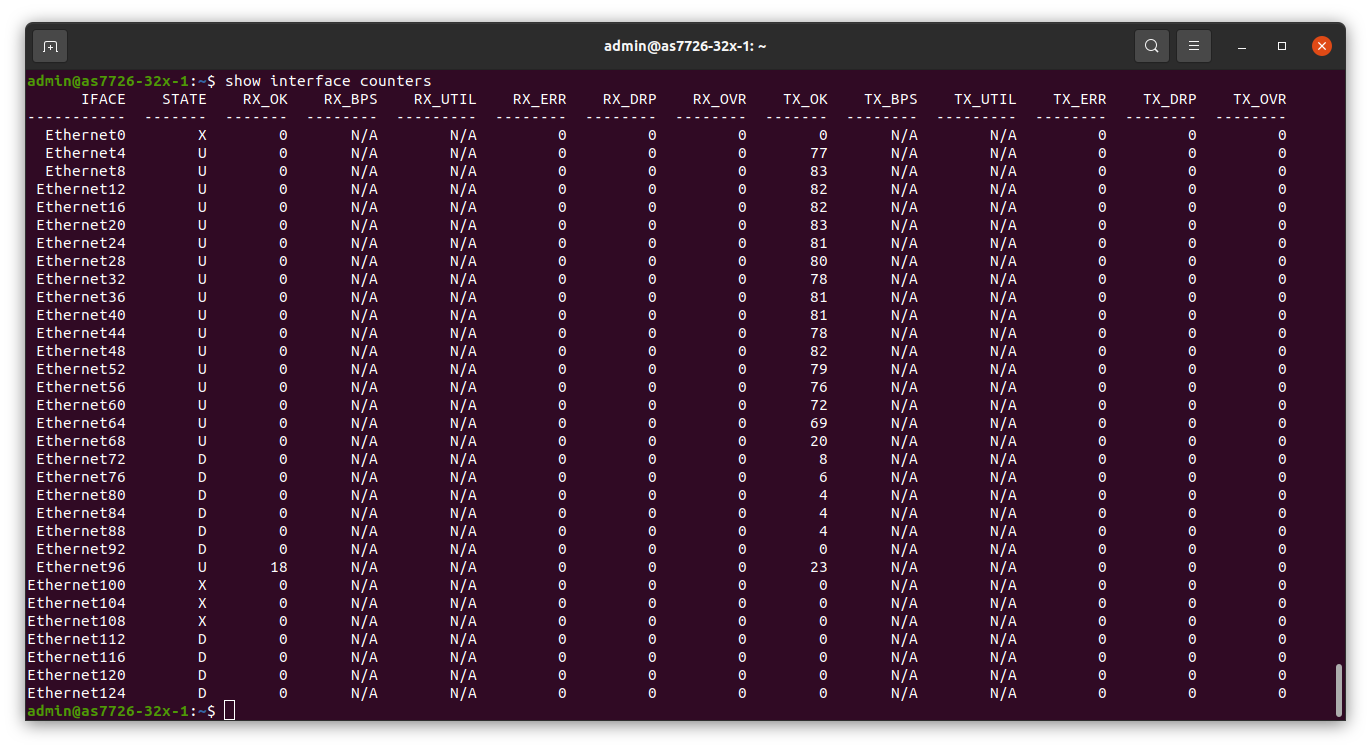 admin@as7726-32x-1: ~
admin@as7726-32x-1:~$ show interface counters
      IFACE    STATE    RX_OK    RX_BPS    RX_UTIL    RX_ERR    RX_DRP    RX_OVR    TX_OK    TX_BPS    TX_UTIL    TX_ERR    TX_DRP    TX_OVR
-----------  -------  -------  --------  ---------  --------  --------  --------  -------  --------  ---------  --------  --------  --------
  Ethernet0        X        0       N/A        N/A         0         0         0        0       N/A        N/A         0         0         0
  Ethernet4        U        0       N/A        N/A         0         0         0       77       N/A        N/A         0         0         0
  Ethernet8        U        0       N/A        N/A         0         0         0       83       N/A        N/A         0         0         0
 Ethernet12        U        0       N/A        N/A         0         0         0       82       N/A        N/A         0         0         0
 Ethernet16        U        0       N/A        N/A         0         0         0       82       N/A        N/A         0         0         0
 Ethernet20        U        0       N/A        N/A         0         0         0       83       N/A        N/A         0         0         0
 Ethernet24        U        0       N/A        N/A         0         0         0       81       N/A        N/A         0         0         0
 Ethernet28        U        0       N/A        N/A         0         0         0       80       N/A        N/A         0         0         0
 Ethernet32        U        0       N/A        N/A         0         0         0       78       N/A        N/A         0         0         0
 Ethernet36        U        0       N/A        N/A         0         0         0       81       N/A        N/A         0         0         0
 Ethernet40        U        0       N/A        N/A         0         0         0       81       N/A        N/A         0         0         0
 Ethernet44        U        0       N/A        N/A         0         0         0       78       N/A        N/A         0         0         0
 Ethernet48        U        0       N/A        N/A         0         0         0       82       N/A        N/A         0         0         0
 Ethernet52        U        0       N/A        N/A         0         0         0       79       N/A        N/A         0         0         0
 Ethernet56        U        0       N/A        N/A         0         0         0       76       N/A        N/A         0         0         0
 Ethernet60        U        0       N/A        N/A         0         0         0       72       N/A        N/A         0         0         0
 Ethernet64        U        0       N/A        N/A         0         0         0       69       N/A        N/A         0         0         0
 Ethernet68        U        0       N/A        N/A         0         0         0       20       N/A        N/A         0         0         0
 Ethernet72        D        0       N/A        N/A         0         0         0        8       N/A        N/A         0         0         0
 Ethernet76        D        0       N/A        N/A         0         0         0        6       N/A        N/A         0         0         0
 Ethernet80        D        0       N/A        N/A         0         0         0        4       N/A        N/A         0         0         0
 Ethernet84        D        0       N/A        N/A         0         0         0        4       N/A        N/A         0         0         0
 Ethernet88        D        0       N/A        N/A         0         0         0        4       N/A        N/A         0         0         0
 Ethernet92        D        0       N/A        N/A         0         0         0        0       N/A        N/A         0         0         0
 Ethernet96        U       18       N/A        N/A         0         0         0       23       N/A        N/A         0         0         0
Ethernet100        X        0       N/A        N/A         0         0         0        0       N/A        N/A         0         0         0
Ethernet104        X        0       N/A        N/A         0         0         0        0       N/A        N/A         0         0         0
Ethernet108        X        0       N/A        N/A         0         0         0        0       N/A        N/A         0         0         0
Ethernet112        D        0       N/A        N/A         0         0         0        0       N/A        N/A         0         0         0
Ethernet116        D        0       N/A        N/A         0         0         0        0       N/A        N/A         0         0         0
Ethernet120        D        0       N/A        N/A         0         0         0        0       N/A        N/A         0         0         0
Ethernet124        D        0       N/A        N/A         0         0         0        0       N/A        N/A         0         0         0
admin@as7726-32x-1:~$